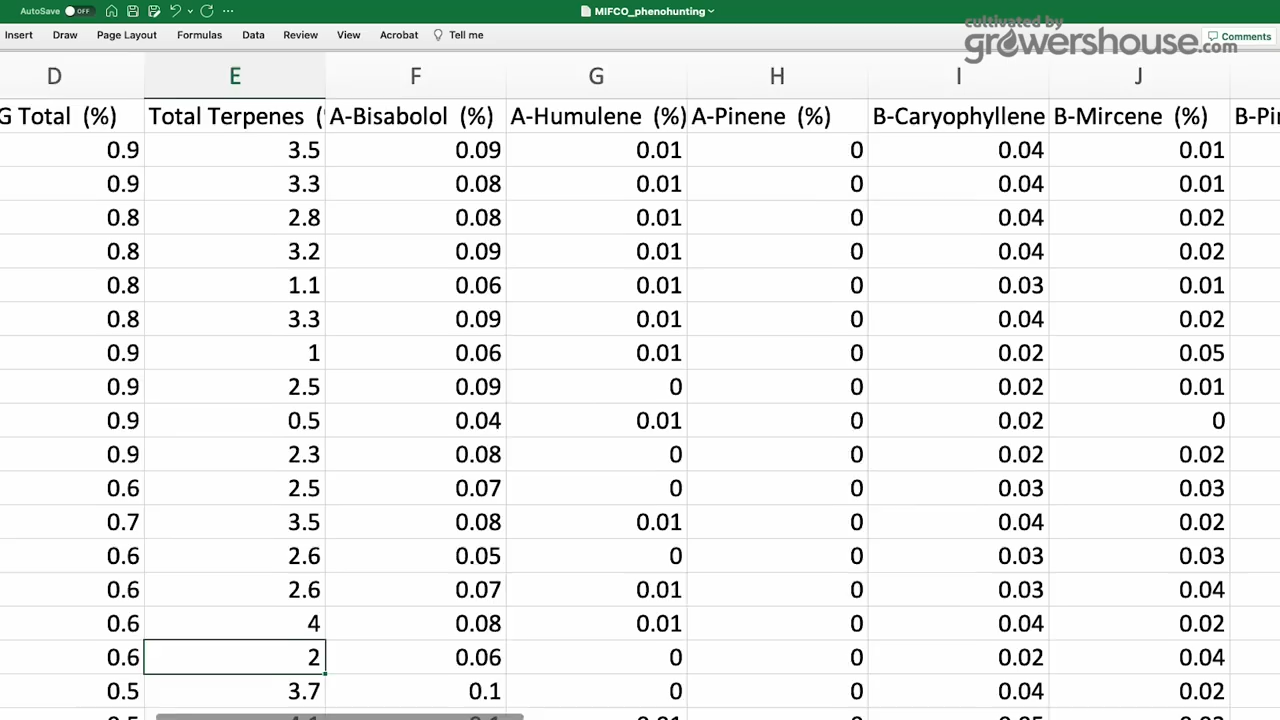 AutoSave OFF MIFCO_phenohunting
cultivated by
growershouse.com
Insert Draw Page Layout Formulas Data Review View Acrobat Tell me Comments
D E F G H I J
G Total (%) Total Terpenes ( A-Bisabolol (%) A-Humulene (%) A-Pinene (%) B-Caryophyllene B-Mircene (%) B-Pi
0.9 3.5 0.09 0.01 0 0.04 0.01
0.9 3.3 0.08 0.01 0 0.04 0.01
0.8 2.8 0.08 0.01 0 0.04 0.02
0.8 3.2 0.09 0.01 0 0.04 0.02
0.8 1.1 0.06 0.01 0 0.03 0.01
0.8 3.3 0.09 0.01 0 0.04 0.02
0.9 1 0.06 0.01 0 0.02 0.05
0.9 2.5 0.09 0 0 0.02 0.01
0.9 0.5 0.04 0.01 0 0.02 0
0.9 2.3 0.08 0 0 0.02 0.02
0.6 2.5 0.07 0 0 0.03 0.03
0.7 3.5 0.08 0.01 0 0.04 0.02
0.6 2.6 0.05 0 0 0.03 0.03
0.6 2.6 0.07 0.01 0 0.03 0.04
0.6 4 0.08 0.01 0 0.04 0.02
0.6 2 0.06 0 0 0.02 0.04
0.5 3.7 0.1 0 0 0.04 0.02